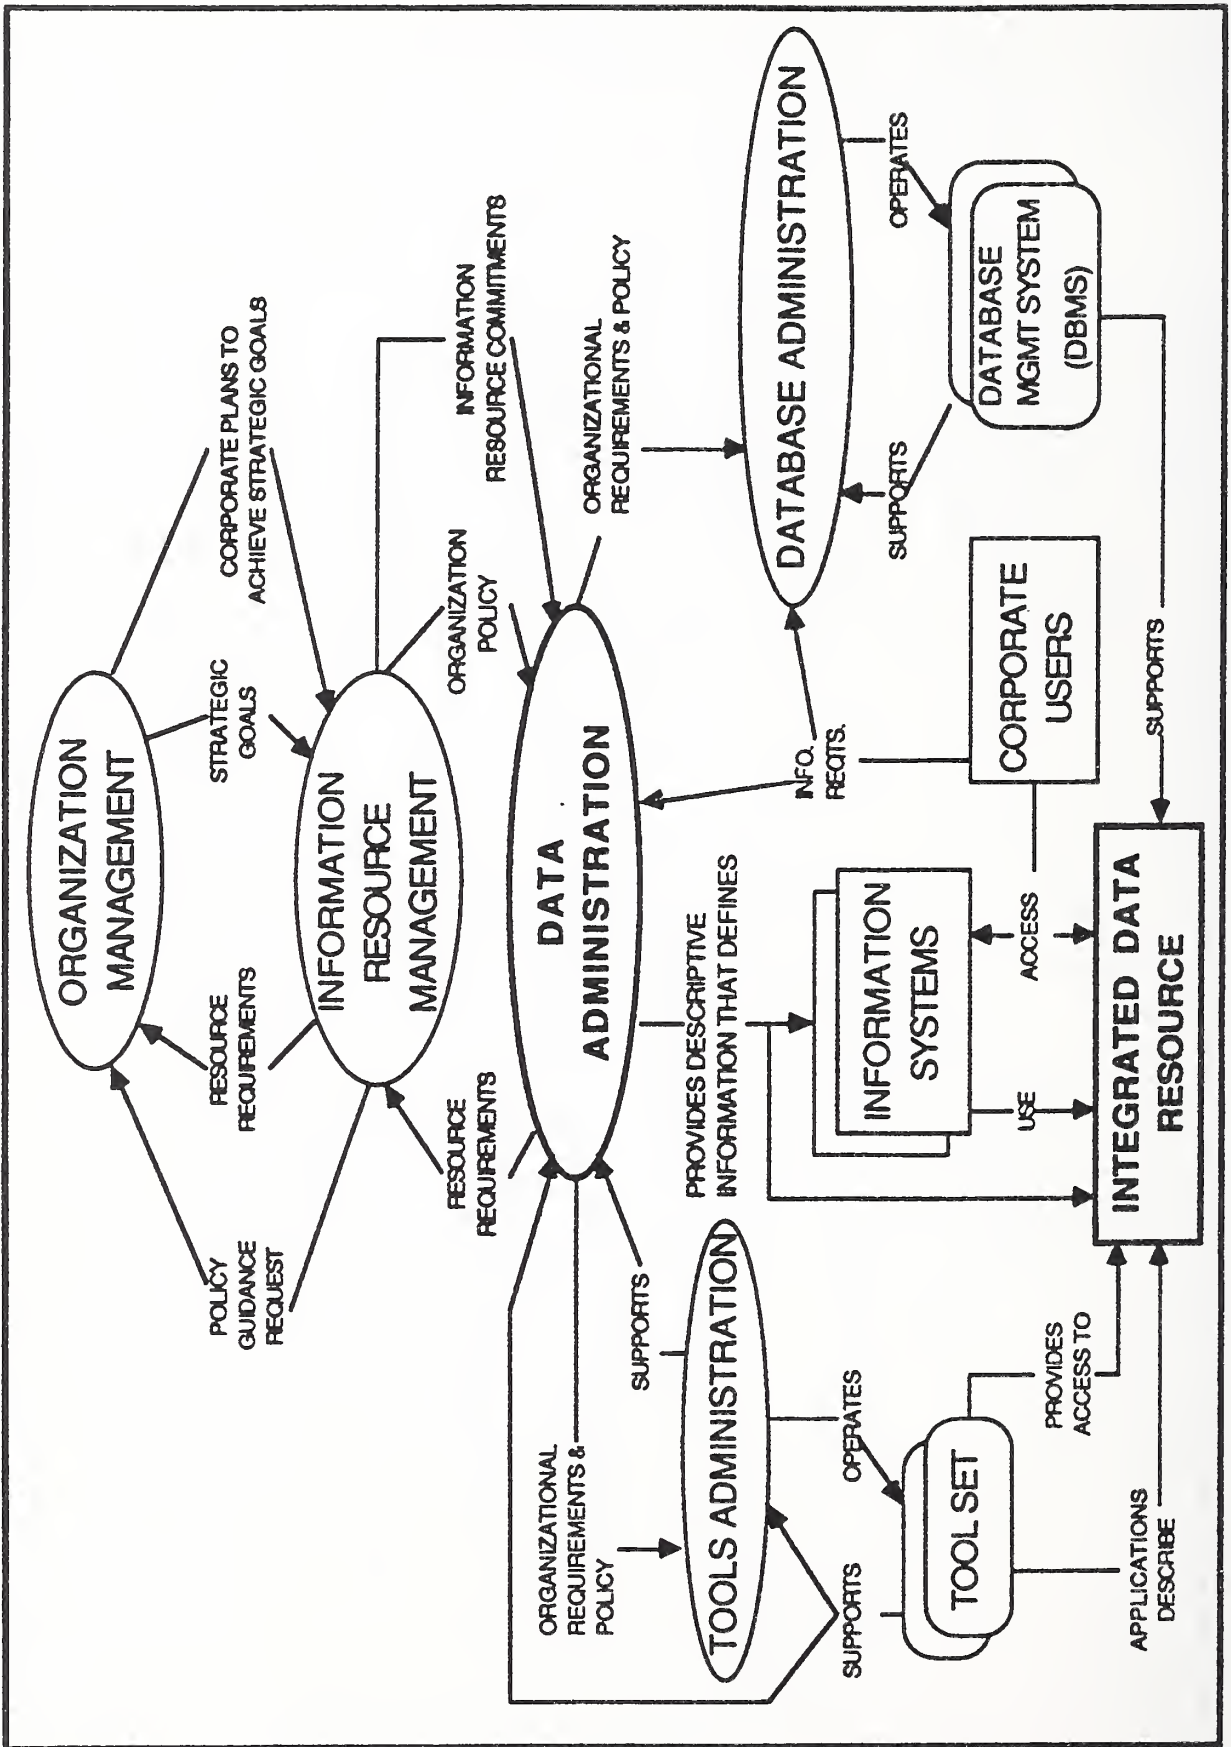 ORGANIZATION
MANAGEMENT
POLICY
GUIDANCE
REQUEST
RESOURCE
REQUIREMENTS
STRATEGIC
GOALS
CORPORATE PLANS TO
ACHIEVE STRATEGIC GOALS
INFORMATION
RESOURCE
MANAGEMENT
RESOURCE
REQUIREMENTS
ORGANIZATION
POLICY
INFORMATION
RESOURCE COMMITMENTS
DATA
ADMINISTRATION
ORGANIZATIONAL
REQUIREMENTS &
POLICY
SUPPORTS
PROVIDES DESCRIPTIVE
INFORMATION THAT DEFINES
ORGANIZATIONAL
REQUIREMENTS & POLICY
TOOLS ADMINISTRATION
INFO.
REQTS.
DATABASE ADMINISTRATION
SUPPORTS
OPERATES
SUPPORTS
OPERATES
TOOL SET
INFORMATION
SYSTEMS
CORPORATE
USERS
DATABASE
MGMT SYSTEM
(DBMS)
PROVIDES
ACCESS TO
USE
ACCESS
APPLICATIONS
DESCRIBE
INTEGRATED DATA
RESOURCE
SUPPORTS